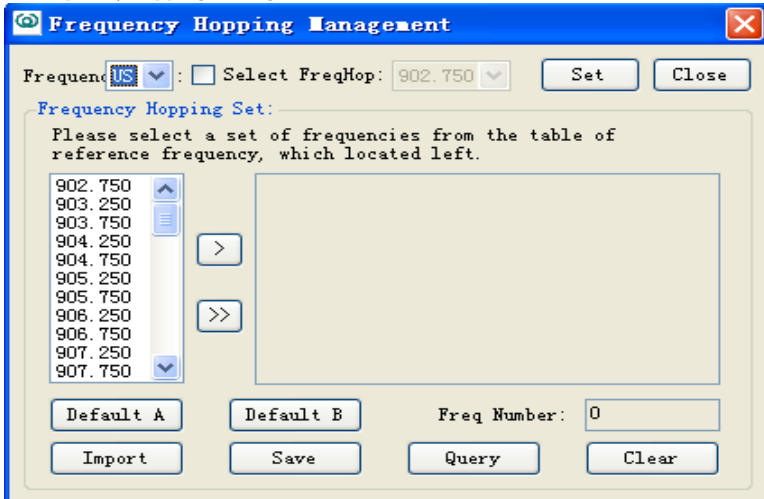 Frequency Hopping Management
Frequenc US : Select FreqHop: 902.750 Set Close
Frequency Hopping Set:
Please select a set of frequencies from the table of
reference frequency, which located left.
902.750
903.250
903.750
904.250
904.750
905.250
905.750
906.250
906.750
907.250
907.750
>
>>
Default A Default B Freq Number: 0
Import Save Query Clear